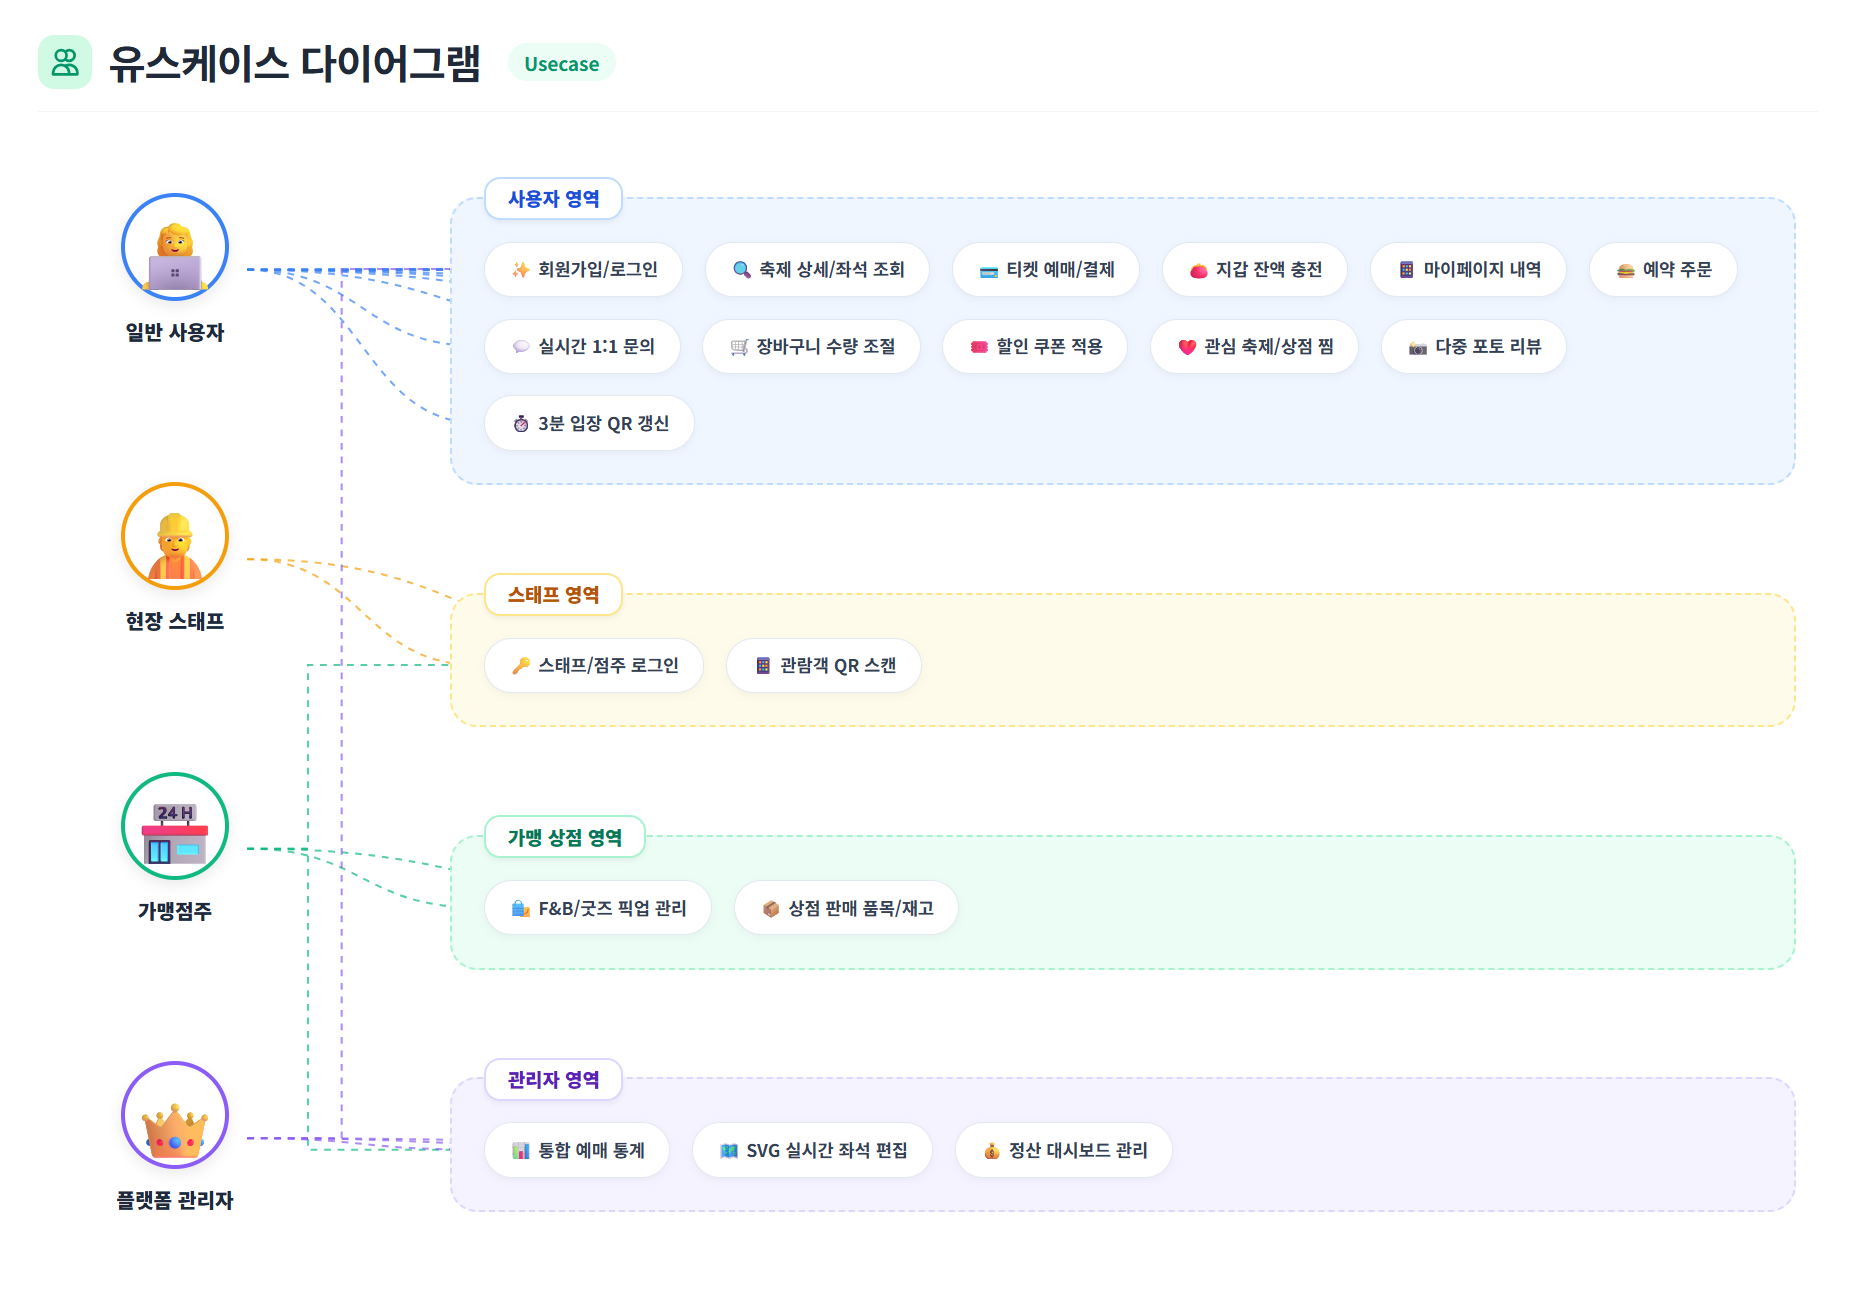 유스케이스 다이어그램 Usecase
사용자 영역
회원가입/로그인 축제 상세/좌석 조회 티켓 예매/결제 지갑 잔액 충전 마이페이지 내역 예약 주문
일반 사용자
실시간 1:1 문의 장바구니 수량 조절 할인 쿠폰 적용 관심 축제/상점 찜 다중 포토 리뷰
3분 입장 QR 갱신
현장 스태프
스태프 영역
스태프/점주 로그인 관람객 QR 스캔
24 H
가맹점주
가맹 상점 영역
F&B/굿즈 픽업 관리 상점 판매 품목/재고
플랫폼 관리자
관리자 영역
통합 예매 통계 SVG 실시간 좌석 편집 정산 대시보드 관리